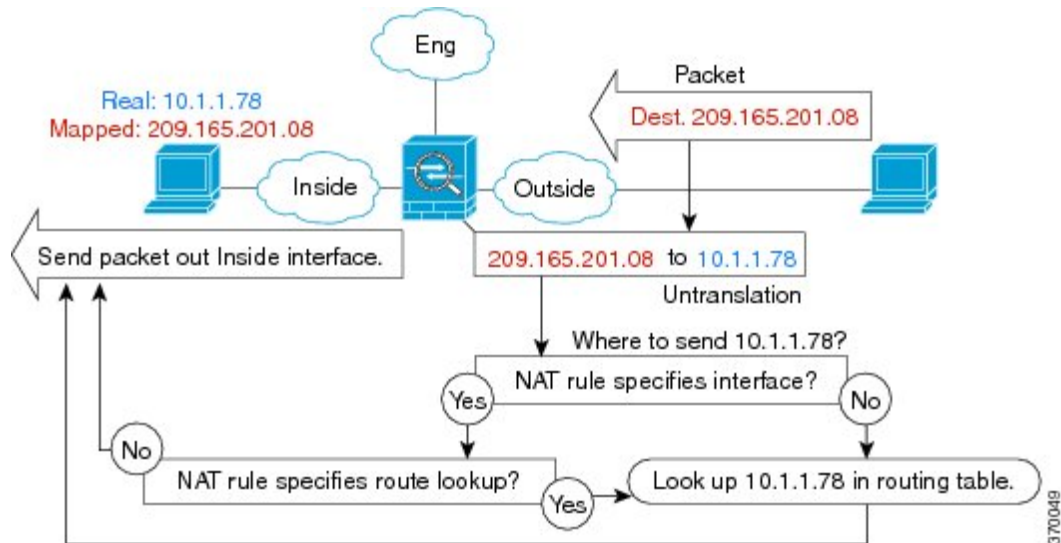 Eng
Packet
Real: 10.1.1.78
Mapped: 209.165.201.08
Dest. 209.165.201.08
Inside
Outside
Send packet out Inside interface.
209.165.201.08 to 10.1.1.78
Untranslation
Where to send 10.1.1.78?
NAT rule specifies interface?
Yes
No
No
NAT rule specifies route lookup?
Yes
Look up 10.1.1.78 in routing table.
370049